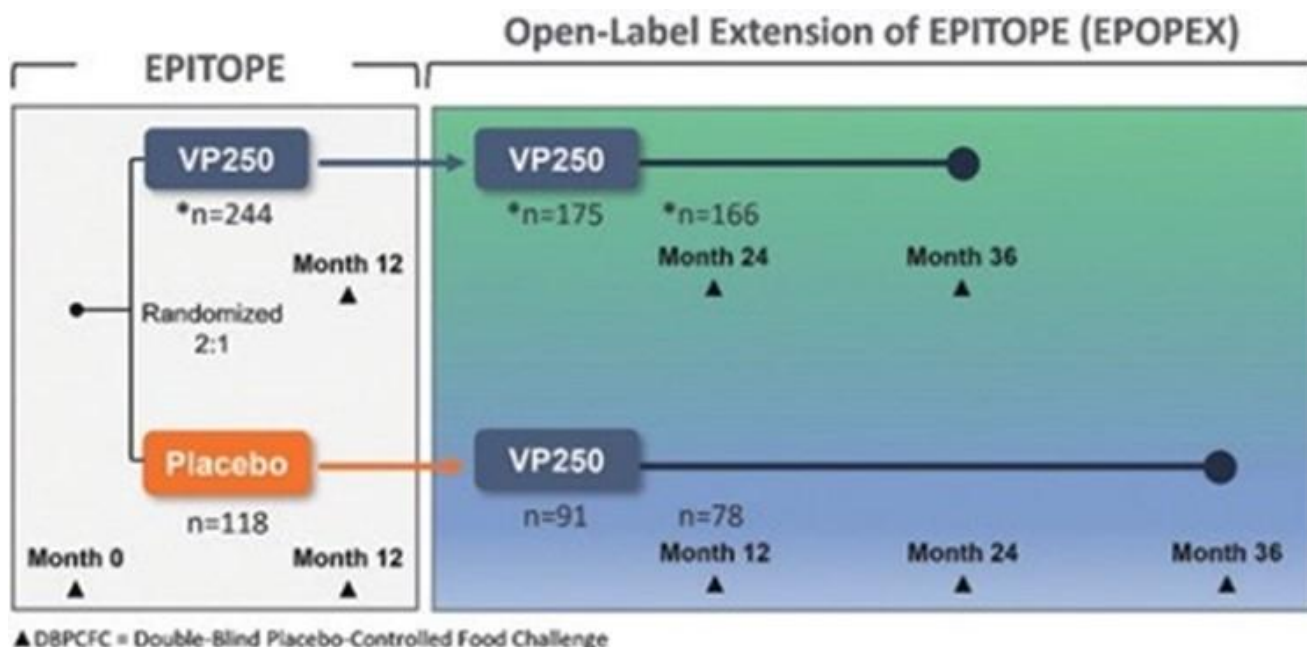 Open-Label Extension of EPITOPE (EPOPEX)
EPITOPE
VP250
*n=244
Month 12
Randomized
2:1
Placebo
n=118
Month 0
Month 12
VP250
*n=175
*n=166
Month 24
Month 36
VP250
n=91
n=78
Month 12
Month 24
Month 36
▲ DBPCFC = Double-Blind Placebo-Controlled Food Challenge